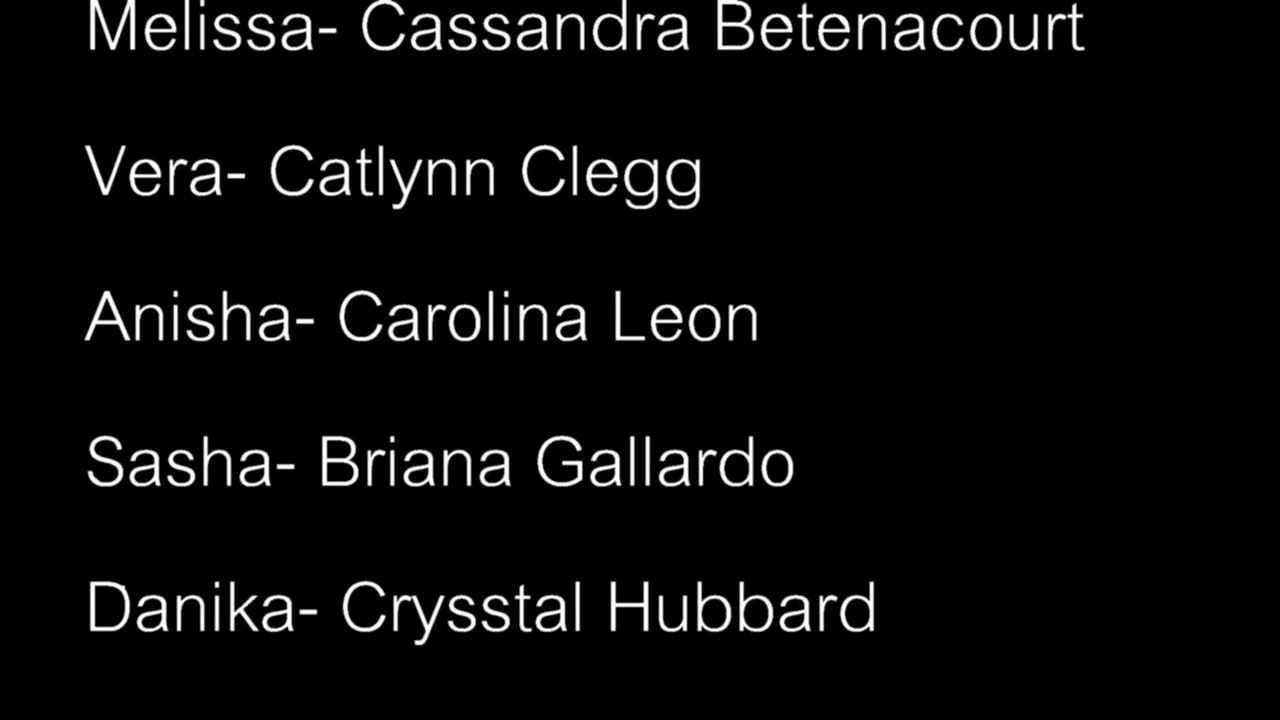 Melissa- Cassandra Betenacourt
Vera- Catlynn Clegg
Anisha- Carolina Leon
Sasha- Briana Gallardo
Danika- Crysstal Hubbard